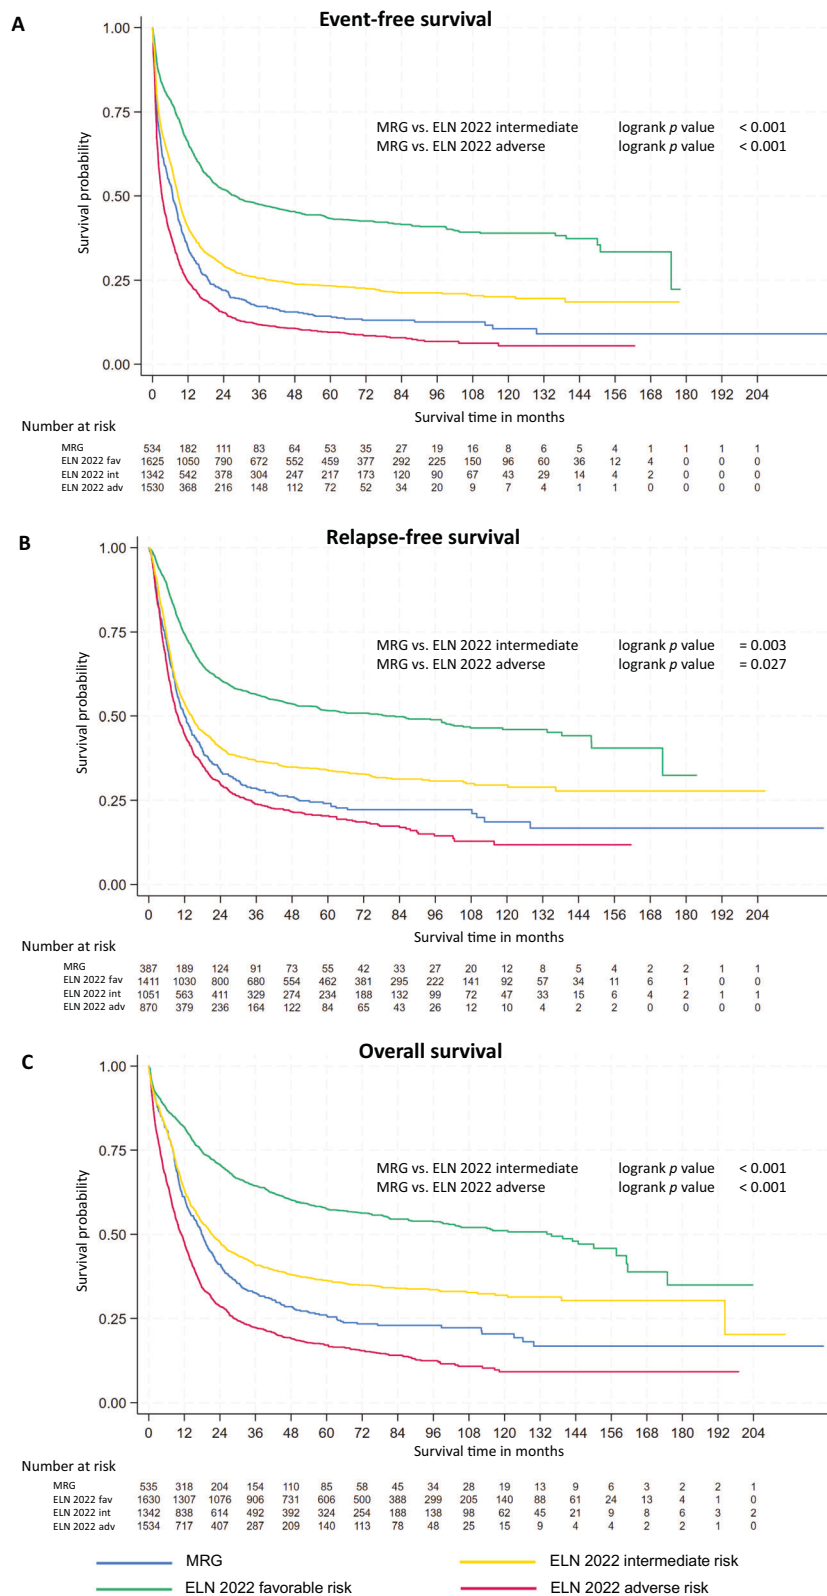 A
Event-free survival
1.00
0.75
0.50
0.25
0.00
Survival probability
MRG vs. ELN 2022 intermediate logrank p value < 0.001
MRG vs. ELN 2022 adverse logrank p value < 0.001
0 12 24 36 48 60 72 84 96 108 120 132 144 156 168 180 192 204
Survival time in months
Number at risk
MRG 534 182 111 83 64 53 35 27 19 16 8 6 5 4 1 1 1 1
ELN 2022 fav 1625 1050 790 672 552 459 377 292 225 150 96 60 36 12 4 0 0 0
ELN 2022 int 1342 542 378 304 247 217 173 120 90 67 43 29 14 4 2 0 0 0
ELN 2022 adv 1530 368 216 148 112 72 52 34 20 9 7 4 1 1 0 0 0 0
B
Relapse-free survival
1.00
0.75
0.50
0.25
0.00
Survival probability
MRG vs. ELN 2022 intermediate logrank p value = 0.003
MRG vs. ELN 2022 adverse logrank p value = 0.027
0 12 24 36 48 60 72 84 96 108 120 132 144 156 168 180 192 204
Survival time in months
Number at risk
MRG 387 189 124 91 73 55 42 33 27 20 12 8 5 4 2 2 1 1
ELN 2022 fav 1411 1030 800 680 554 462 381 295 222 141 92 57 34 11 6 1 0 0
ELN 2022 int 1051 563 411 329 274 234 188 132 99 72 47 33 15 6 4 2 1 1
ELN 2022 adv 870 379 236 164 122 84 65 43 26 12 10 4 2 2 0 0 0 0
C
Overall survival
1.00
0.75
0.50
0.25
0.00
Survival probability
MRG vs. ELN 2022 intermediate logrank p value < 0.001
MRG vs. ELN 2022 adverse logrank p value < 0.001
0 12 24 36 48 60 72 84 96 108 120 132 144 156 168 180 192 204
Survival time in months
Number at risk
MRG 535 318 204 154 110 85 58 45 34 28 19 13 9 6 3 2 2 1
ELN 2022 fav 1630 1307 1076 906 731 606 500 388 299 205 140 88 61 24 13 4 1 0
ELN 2022 int 1342 838 614 492 392 324 254 188 138 98 62 45 21 9 8 6 3 2
ELN 2022 adv 1534 717 407 287 209 140 113 78 48 25 15 9 4 4 2 2 1 0
MRG
ELN 2022 intermediate risk
ELN 2022 favorable risk
ELN 2022 adverse risk